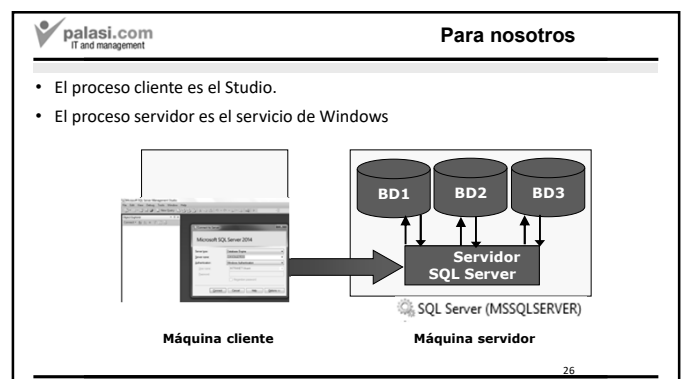 palasi.com
IT and management
Para nosotros
• El proceso cliente es el Studio.
• El proceso servidor es el servicio de Windows
BD1 BD2 BD3
Microsoft SQL Server 2014
Servidor
SQL Server
SQL Server (MSSQLSERVER)
Máquina cliente
Máquina servidor
26